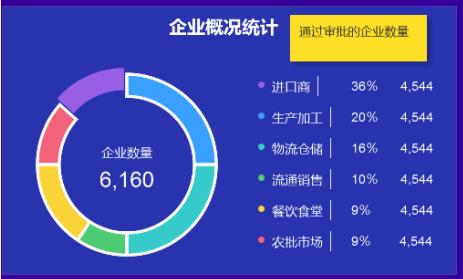 企业概况统计
通过审批的企业数量
企业数量
6,160
进口商 36% 4,544
生产加工 20% 4,544
物流仓储 16% 4,544
流通销售 10% 4,544
餐饮食堂 9% 4,544
农批市场 9% 4,544